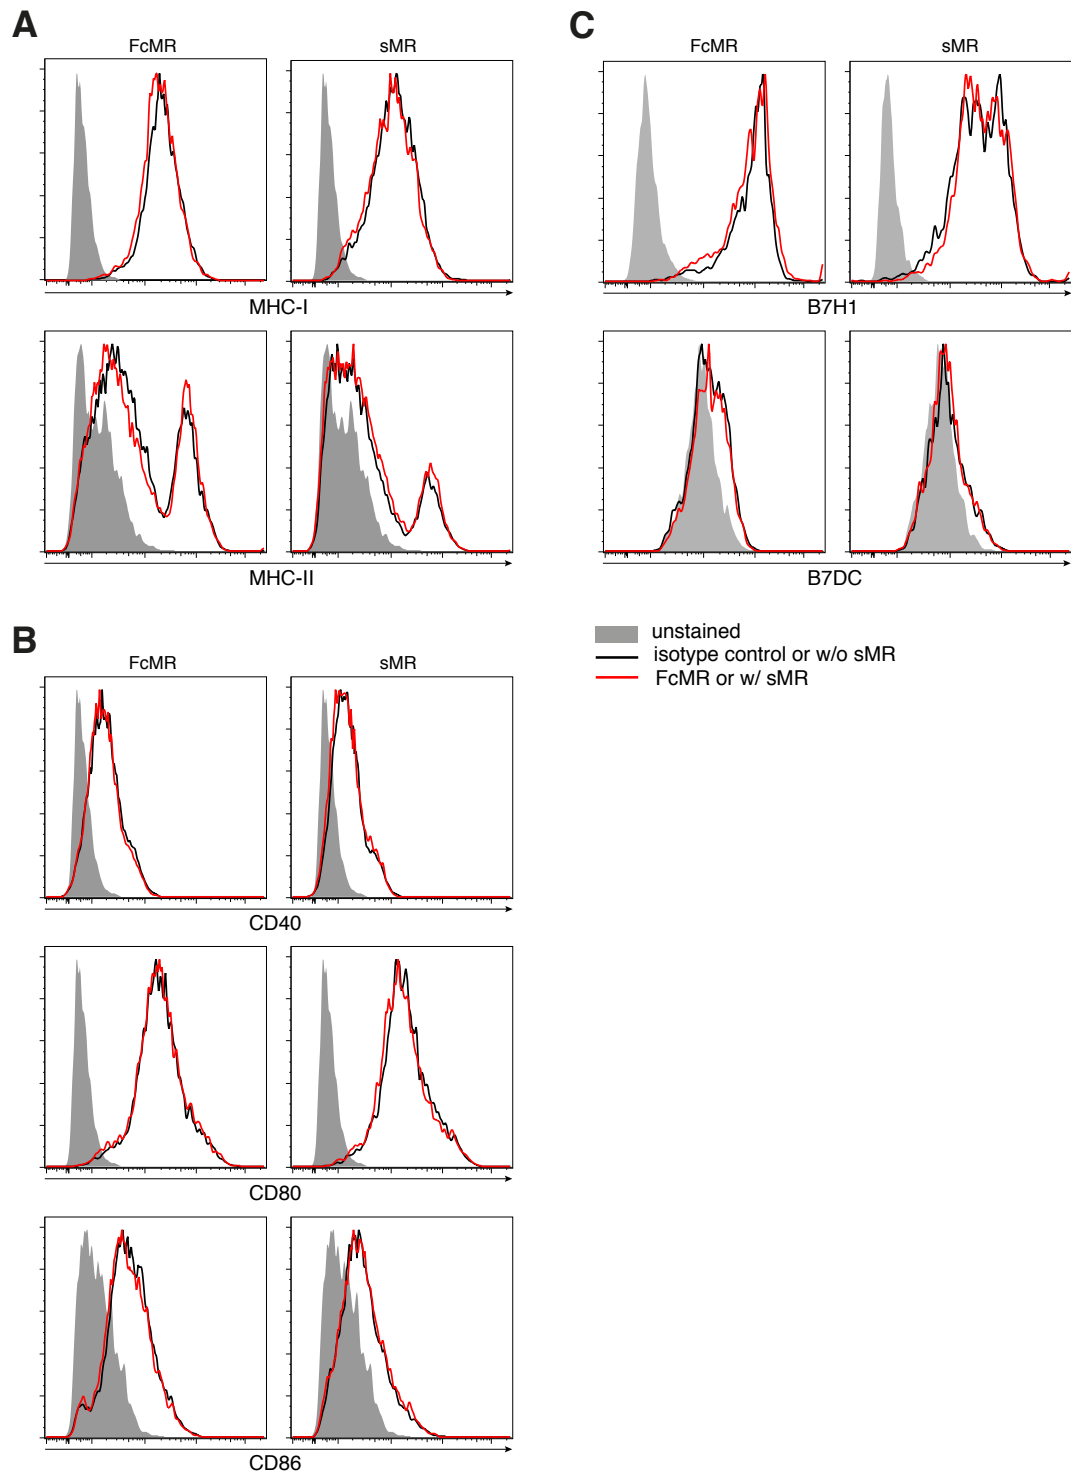 A
FcMR
sMR
MHC-I
MHC-II
B
FcMR
sMR
CD40
CD80
CD86
C
FcMR
sMR
B7H1
B7DC
unstained
isotype control or w/o sMR
FcMR or w/ sMR